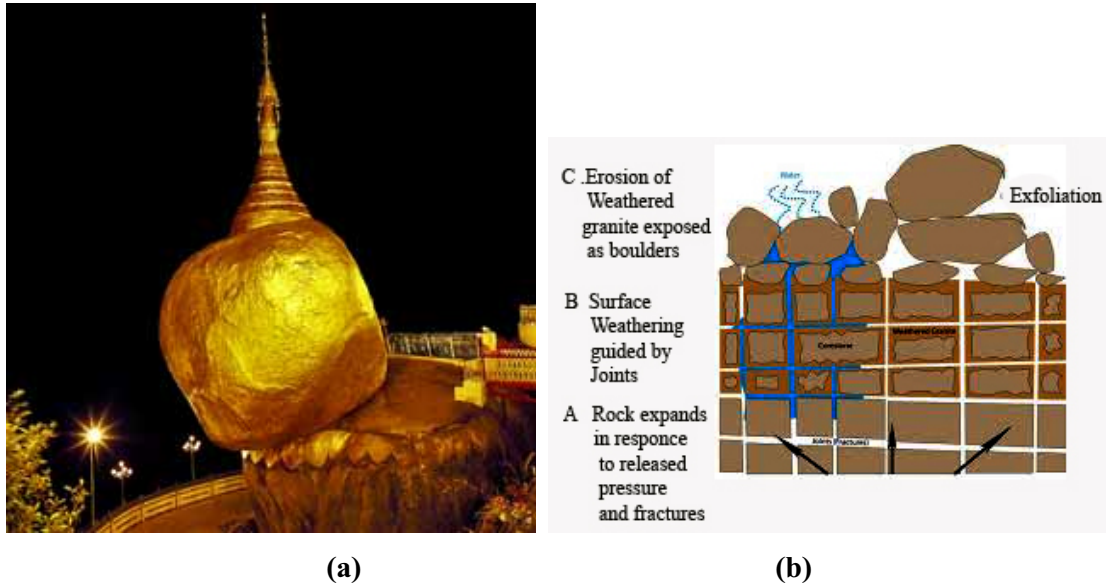 C .Erosion of
Weathered
granite exposed
as boulders
Water
Exfoliation
B Surface
Weathering
guided by
Joints
Weathered Granite
Corestone
A Rock expands
in responce
to released
pressure
and fractures
Joints (Fractures)
(a)
(b)